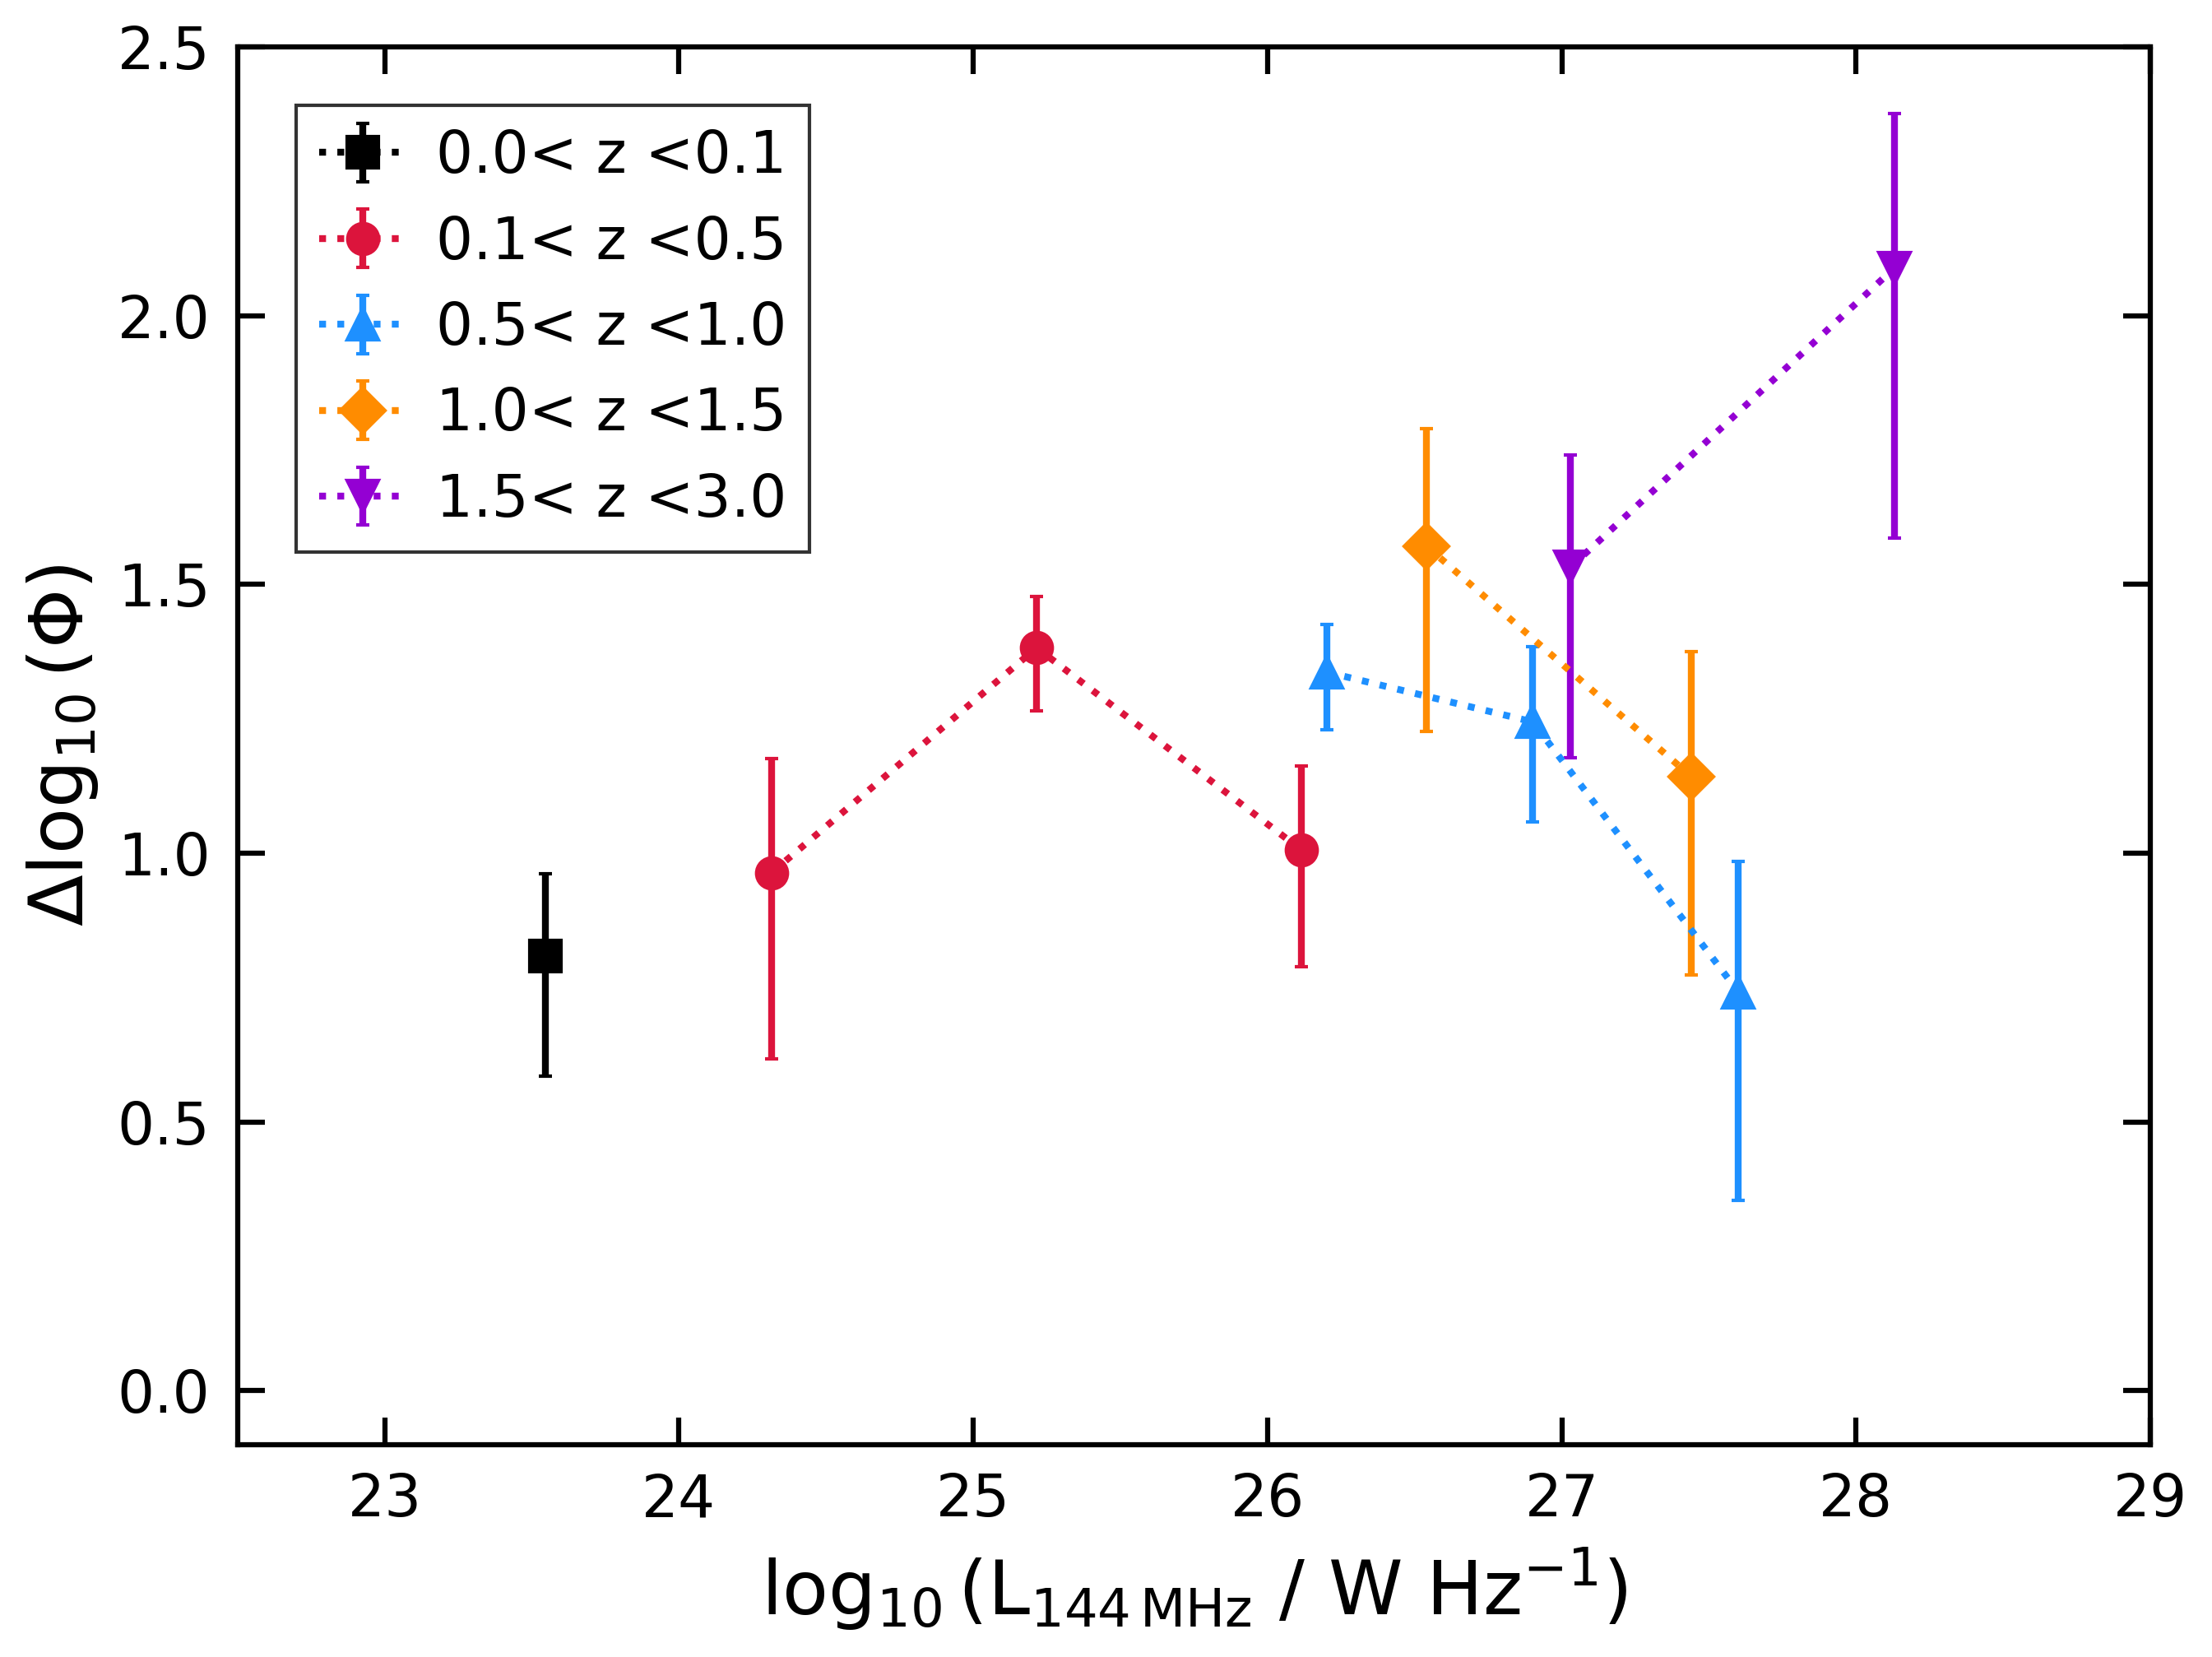 2.5
2.0
1.5
1.0
0.5
0.0
Δlog₁₀(Φ)
0.0< z <0.1
0.1< z <0.5
0.5< z <1.0
1.0< z <1.5
1.5< z <3.0
23 24 25 26 27 28 29
log₁₀(L₁₄₄ MHz / W Hz⁻¹)